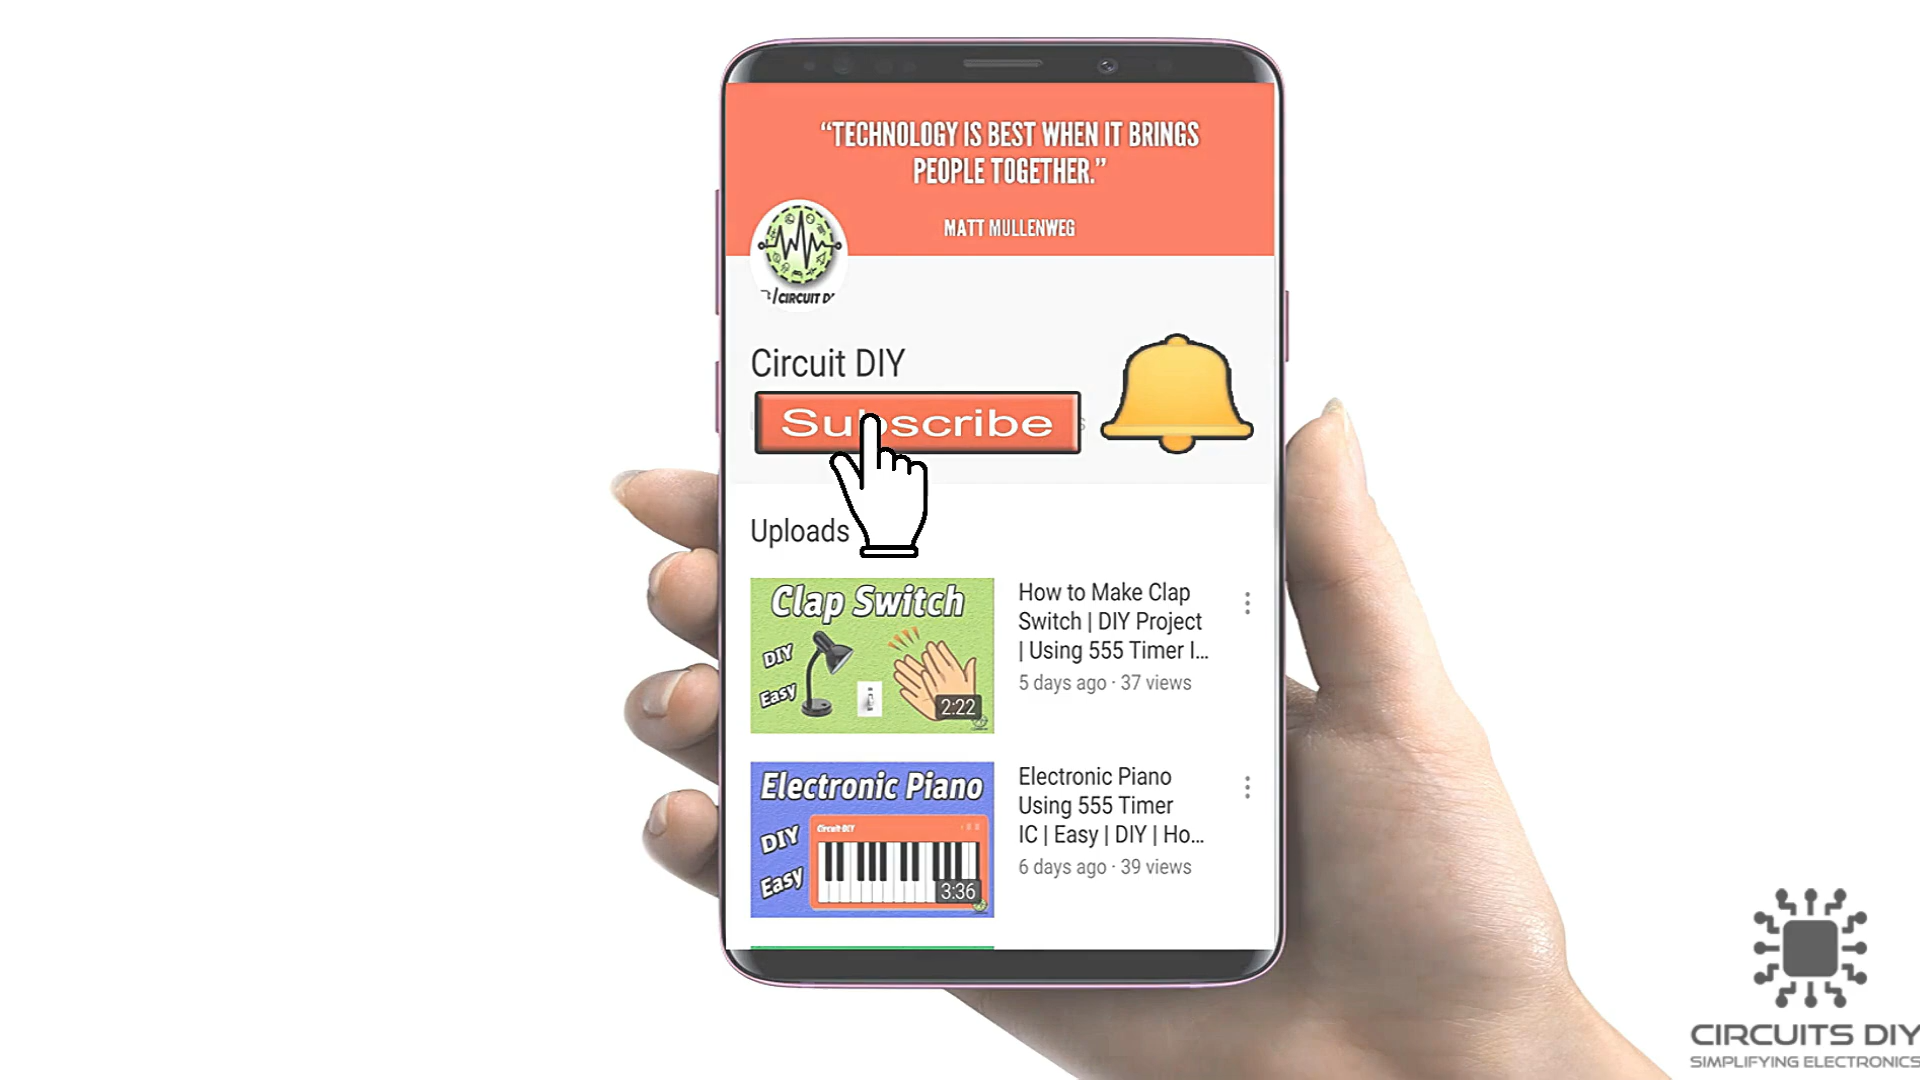 “TECHNOLOGY IS BEST WHEN IT BRINGS
PEOPLE TOGETHER.”
MATT MULLENWEG
/CIRCUIT D
Circuit DIY
Subscribe
Uploads
Clap Switch
DIY
Easy
2:22
How to Make Clap
Switch | DIY Project
| Using 555 Timer I...
5 days ago · 37 views
Electronic Piano
DIY
Easy
Circuit DIY
3:36
Electronic Piano
Using 555 Timer
IC | Easy | DIY | Ho...
6 days ago · 39 views
CIRCUITS DIY
SIMPLIFYING ELECTRONICS